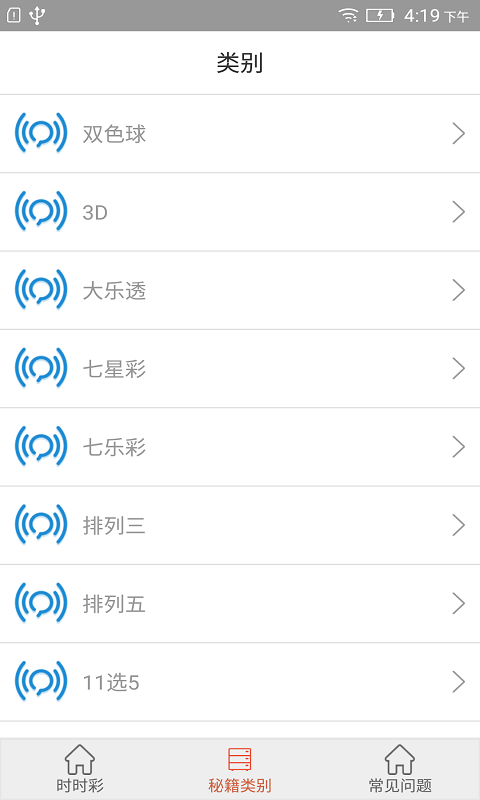 4:19 下午
类别
双色球
3D
大乐透
七星彩
七乐彩
排列三
排列五
11选5
时时彩 秘籍类别 常见问题